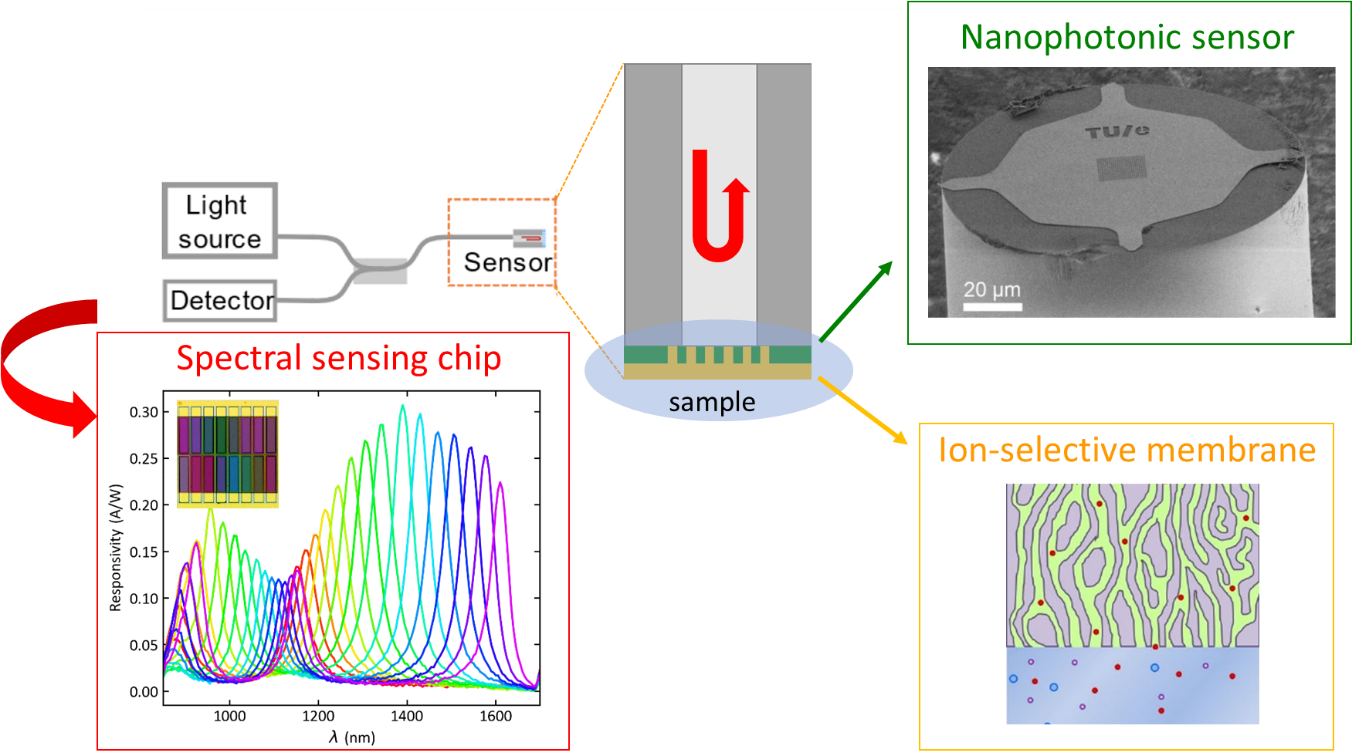 Nanophotonic sensor
TU/e
20 μm
Light
source
Detector
Sensor
sample
Spectral sensing chip
Responsivity (A/W)
0.30
0.25
0.20
0.15
0.10
0.05
0.00
1000 1200 1400 1600
λ (nm)
Ion-selective membrane